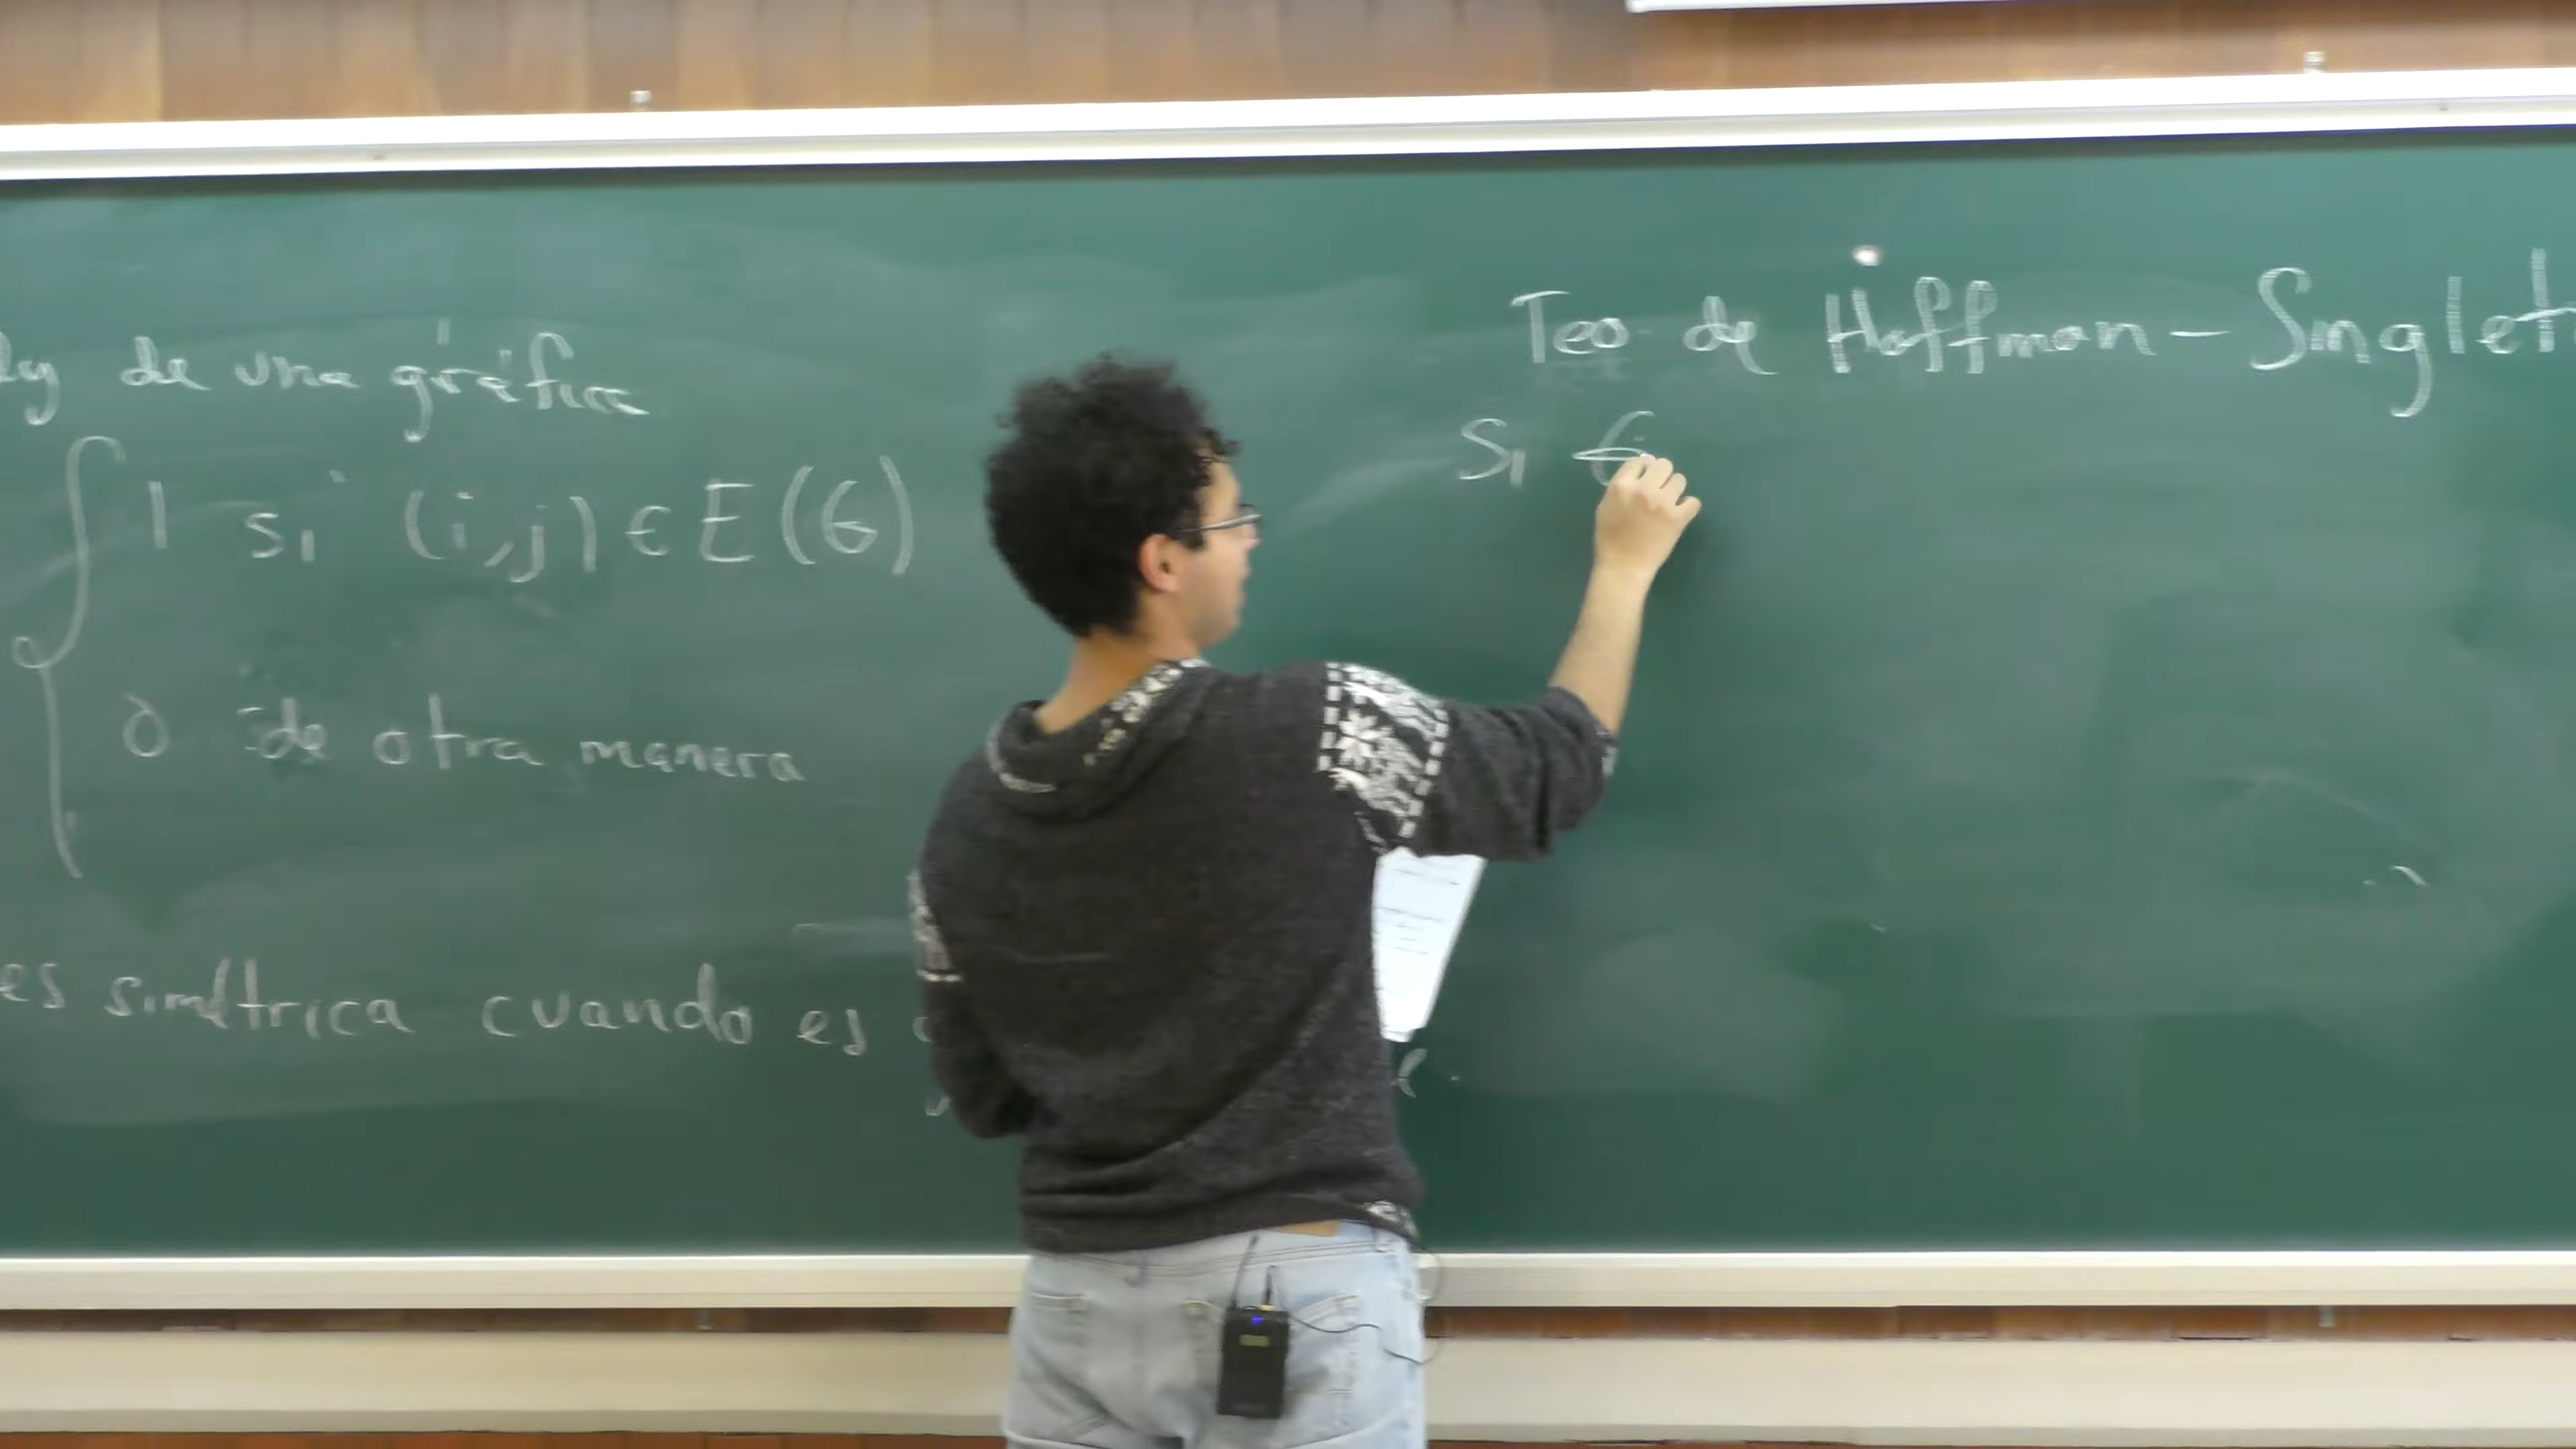 dy de una gráfica
{ 1 si (i,j) ∈ E(G)
0 de otra manera
es simétrica cuando es
Teo de Hoffman - Singlet
Si G